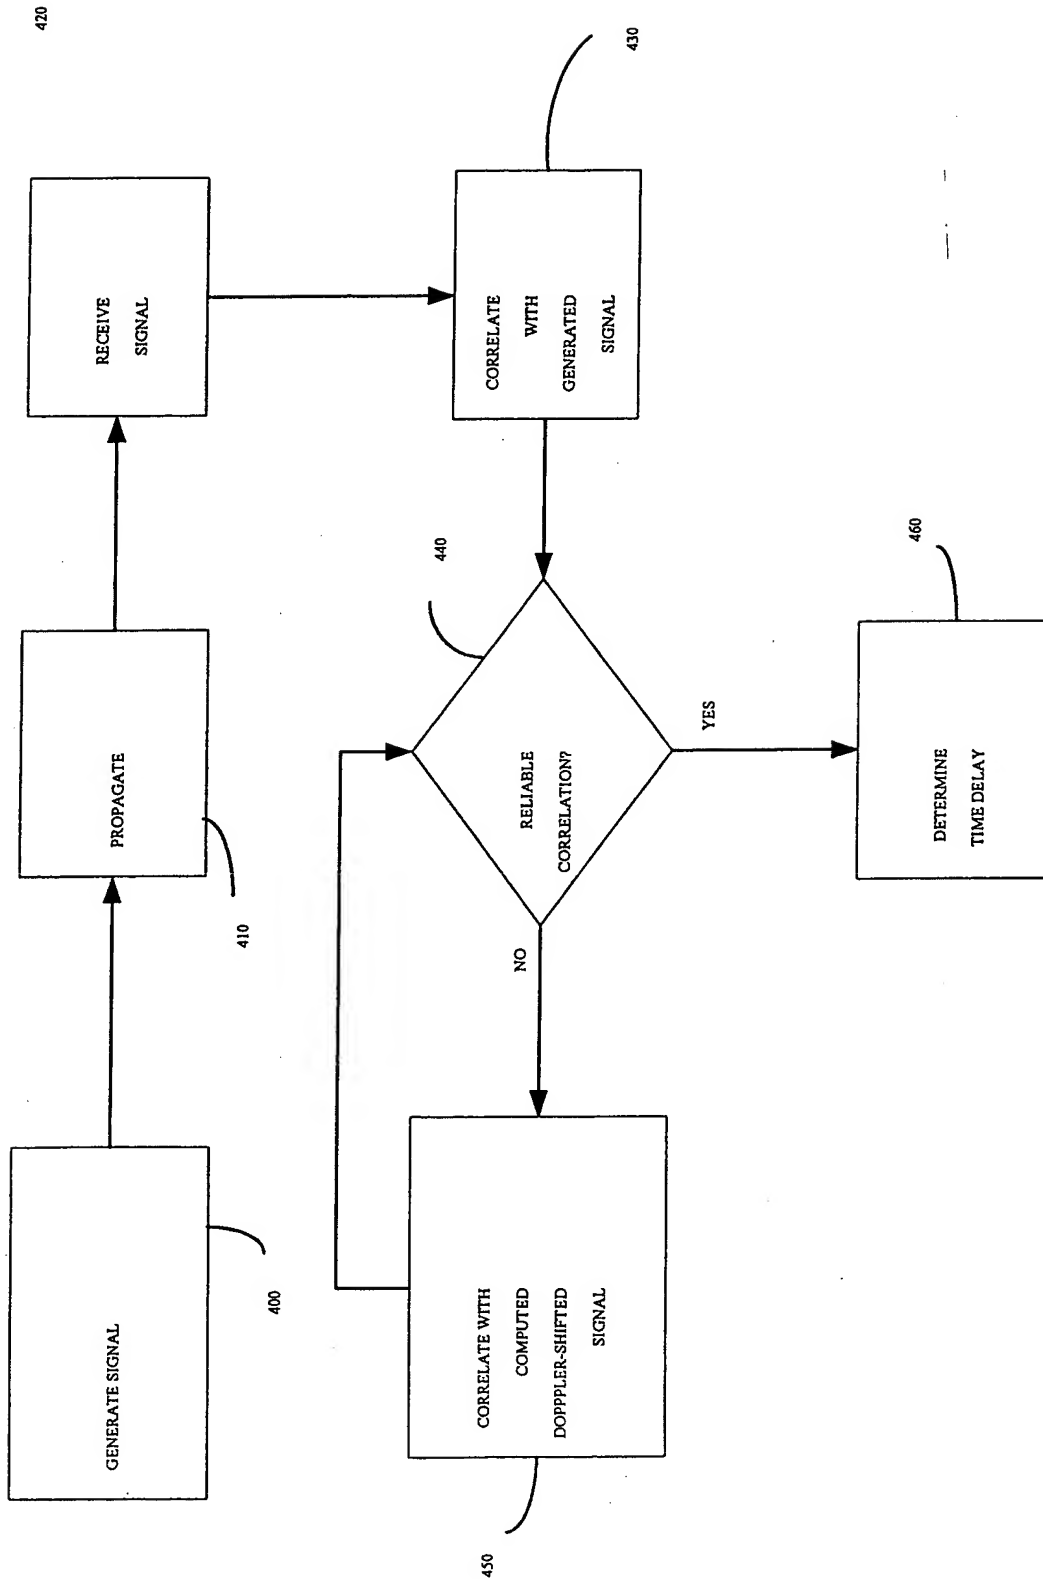 GENERATE SIGNAL
400
PROPAGATE
410
RECEIVE
SIGNAL
420
CORRELATE
WITH
GENERATED
SIGNAL
430
RELIABLE
CORRELATION?
440
NO
CORRELATE WITH
COMPUTED
DOPPPLER-SHIFTED
SIGNAL
450
YES
DETERMINE
TIME DELAY
460